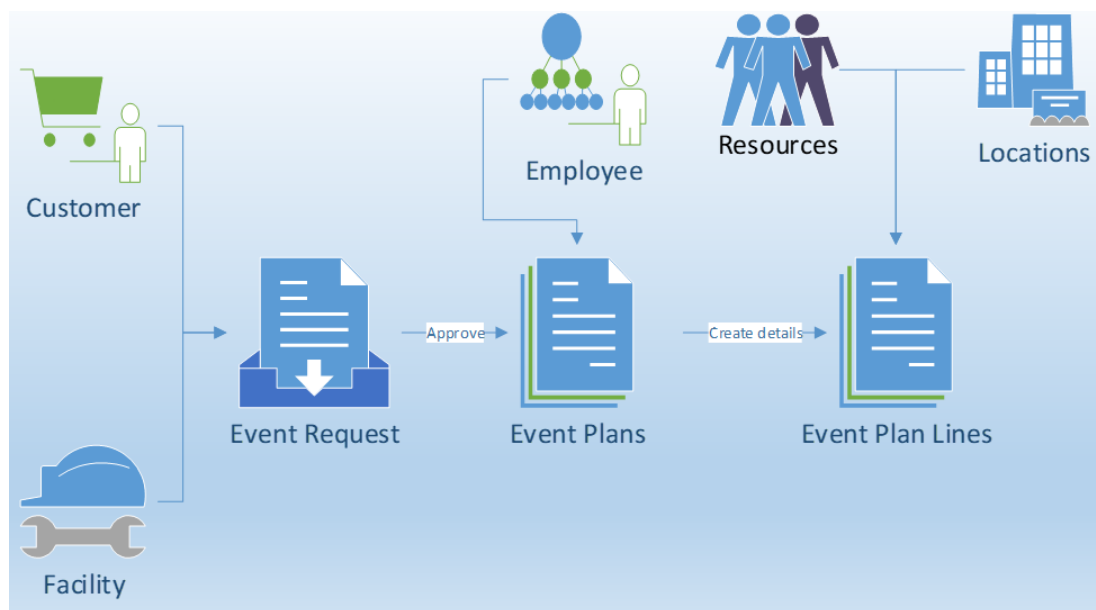 Employee
Resources
Locations
Customer
Approve
Create details
Event Request
Event Plans
Event Plan Lines
Facility